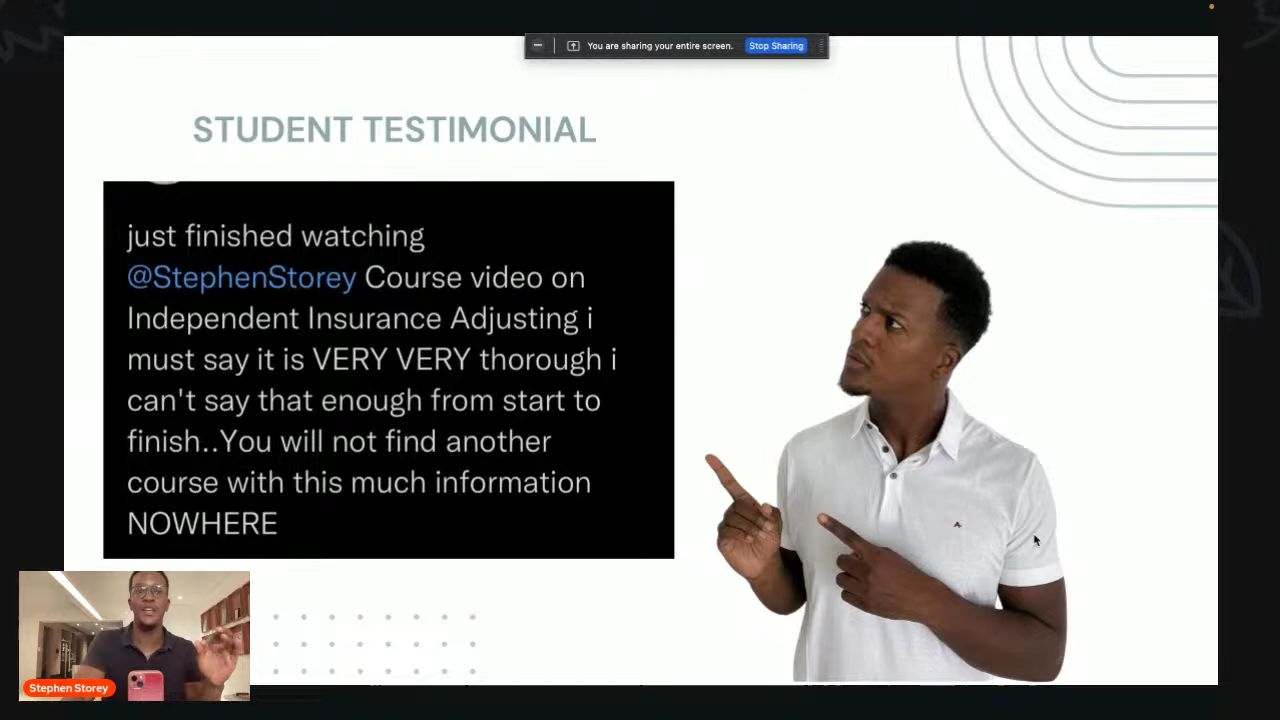 You are sharing your entire screen.
Stop Sharing
STUDENT TESTIMONIAL
just finished watching
@StephenStorey Course video on
Independent Insurance Adjusting i
must say it is VERY VERY thorough i
can't say that enough from start to
finish..You will not find another
course with this much information
NOWHERE
Stephen Storey